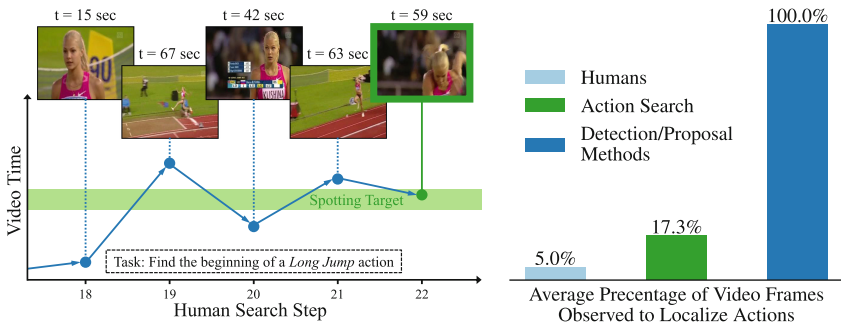 t = 15 sec
t = 67 sec
t = 42 sec
t = 63 sec
t = 59 sec
Video Time
Spotting Target
Task: Find the beginning of a Long Jump action
18
19
20
21
22
Human Search Step
Humans
Action Search
Detection/Proposal
Methods
5.0%
17.3%
100.0%
Average Precentage of Video Frames
Observed to Localize Actions